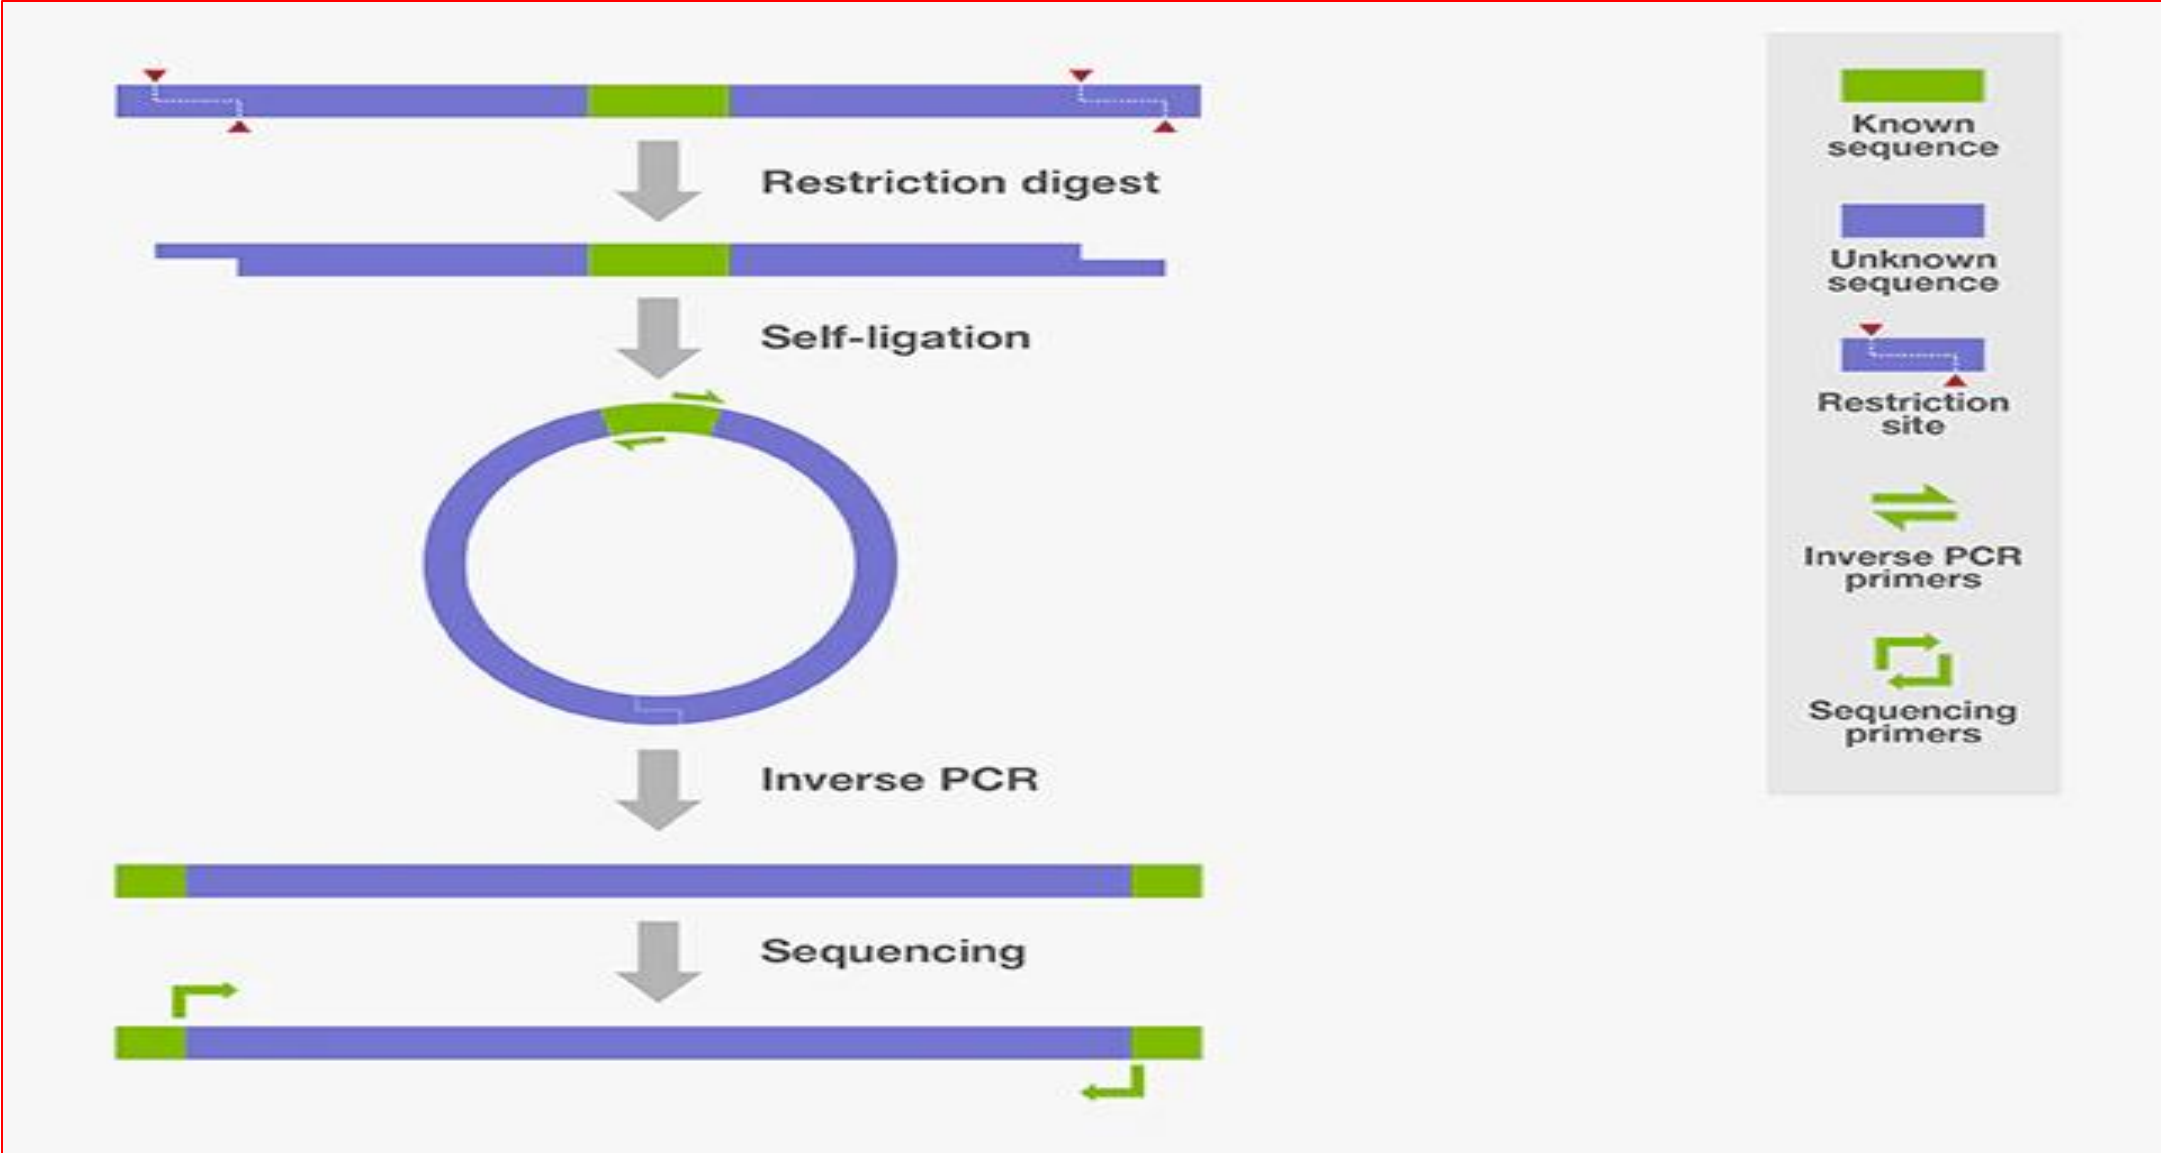 Restriction digest
Self-ligation
Inverse PCR
Sequencing
Known
sequence
Unknown
sequence
Restriction
site
Inverse PCR
primers
Sequencing
primers